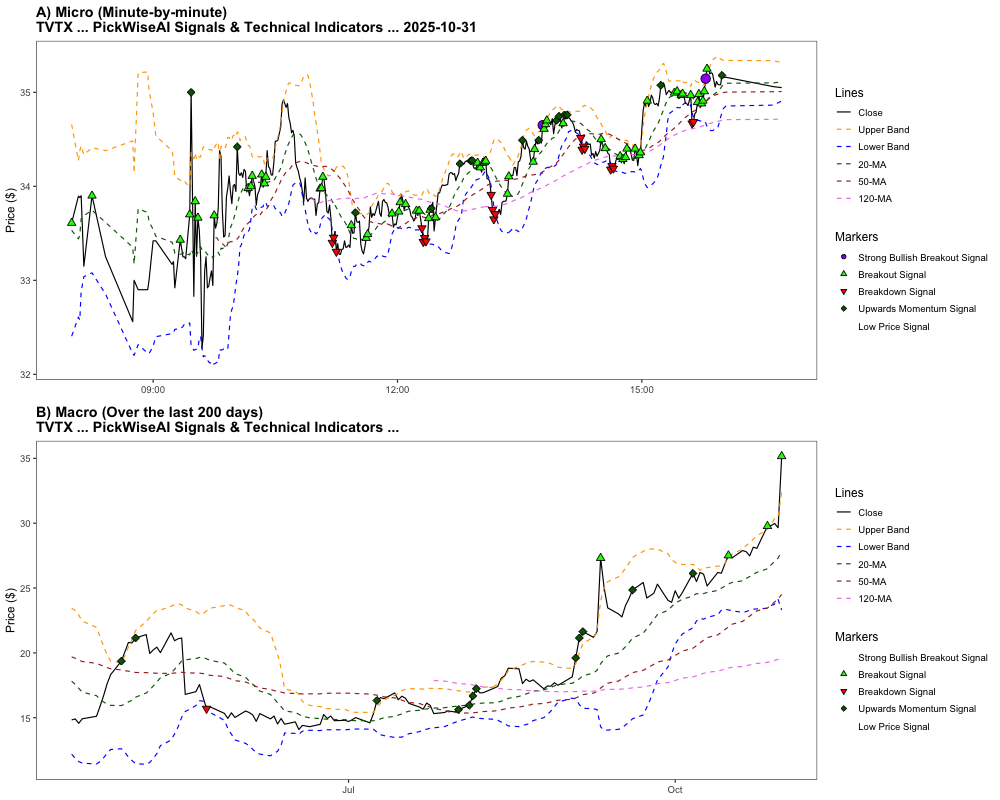 A) Micro (Minute-by-minute)
TVTX ... PickWiseAI Signals & Technical Indicators ... 2025-10-31
Price ($)
35
34
33
32
09:00
12:00
15:00
Lines
Close
Upper Band
Lower Band
20-MA
50-MA
120-MA
Markers
Strong Bullish Breakout Signal
Breakout Signal
Breakdown Signal
Upwards Momentum Signal
Low Price Signal
B) Macro (Over the last 200 days)
TVTX ... PickWiseAI Signals & Technical Indicators ...
Price ($)
35
30
25
20
15
Jul
Oct
Lines
Close
Upper Band
Lower Band
20-MA
50-MA
120-MA
Markers
Strong Bullish Breakout Signal
Breakout Signal
Breakdown Signal
Upwards Momentum Signal
Low Price Signal